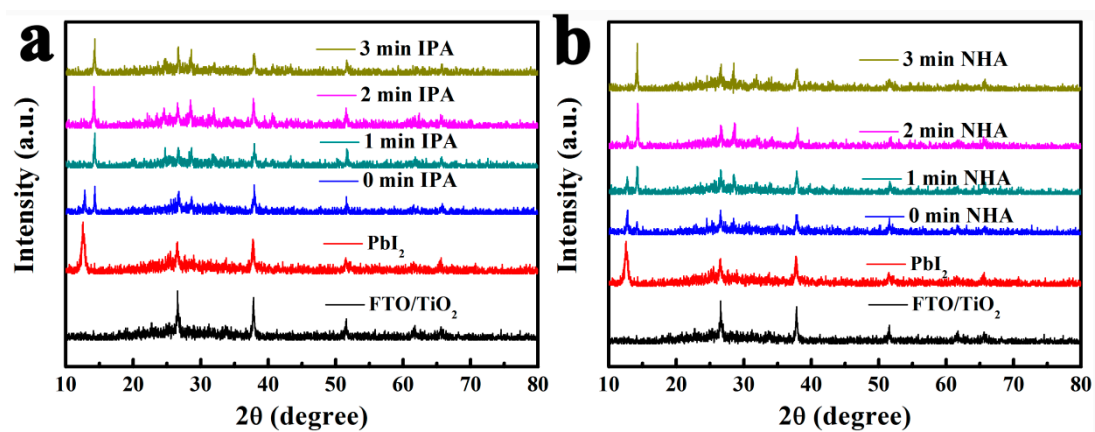 a
3 min IPA
2 min IPA
1 min IPA
0 min IPA
PbI₂
FTO/TiO₂
Intensity (a.u.)
10 20 30 40 50 60 70 80
2θ (degree)
b
3 min NHA
2 min NHA
1 min NHA
0 min NHA
PbI₂
FTO/TiO₂
Intensity (a.u.)
10 20 30 40 50 60 70 80
2θ (degree)